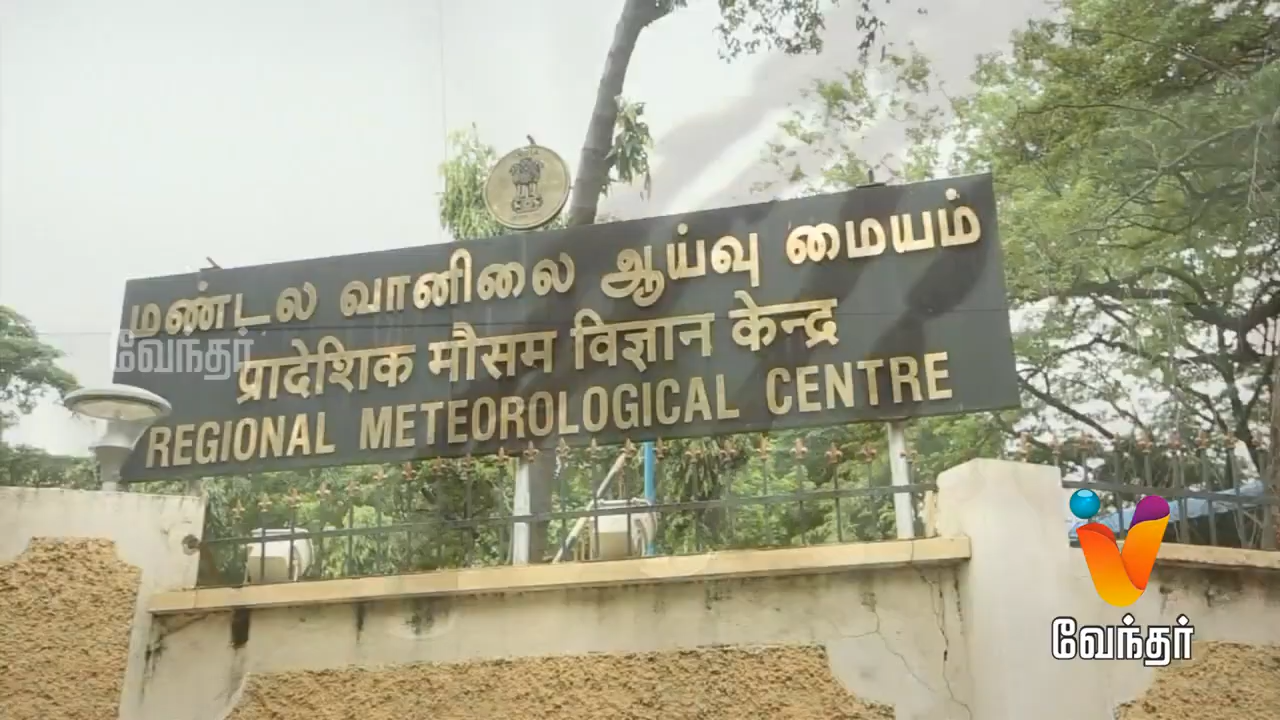 மண்டல வானிலை ஆய்வு மையம்
प्रादेशिक मौसम विज्ञान केन्द्र
REGIONAL METEOROLOGICAL CENTRE
வேந்தர்
வேந்தர்